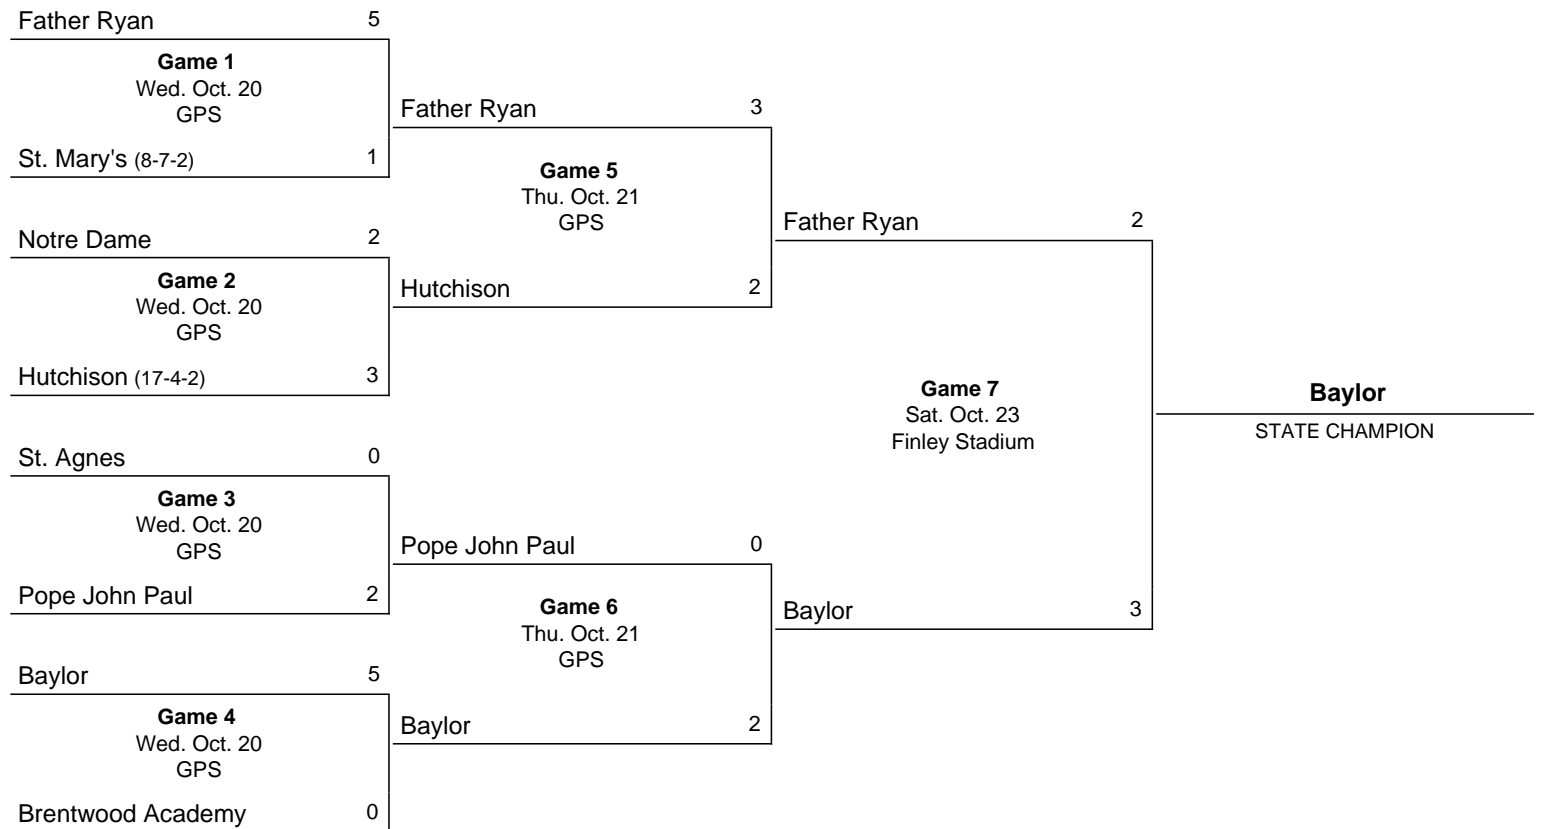 Father Ryan 5
Game 1
Wed. Oct. 20
GPS
St. Mary's (8-7-2) 1
Notre Dame 2
Game 2
Wed. Oct. 20
GPS
Hutchison (17-4-2) 3
St. Agnes 0
Game 3
Wed. Oct. 20
GPS
Pope John Paul 2
Baylor 5
Game 4
Wed. Oct. 20
GPS
Brentwood Academy 0
Father Ryan 3
Game 5
Thu. Oct. 21
GPS
Hutchison 2
Pope John Paul 0
Game 6
Thu. Oct. 21
GPS
Baylor 2
Father Ryan 2
Game 7
Sat. Oct. 23
Finley Stadium
Baylor 3
Baylor
STATE CHAMPION